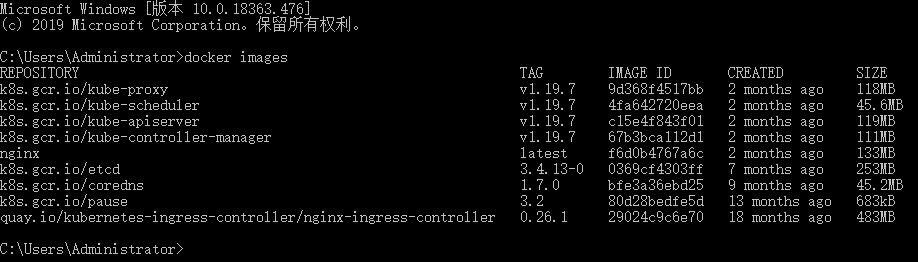 Microsoft Windows [版本 10.0.18363.476]
(c) 2019 Microsoft Corporation。保留所有权利。
C:\Users\Administrator>docker images
REPOSITORY TAG IMAGE ID CREATED SIZE
k8s.gcr.io/kube-proxy v1.19.7 9d368f4517bb 2 months ago 118MB
k8s.gcr.io/kube-scheduler v1.19.7 4fa642720eea 2 months ago 45.6MB
k8s.gcr.io/kube-apiserver v1.19.7 c15e4f843f01 2 months ago 119MB
k8s.gcr.io/kube-controller-manager v1.19.7 67b3bca112d1 2 months ago 111MB
nginx latest f6d0b4767a6c 2 months ago 133MB
k8s.gcr.io/etcd 3.4.13-0 0369cf4303ff 7 months ago 253MB
k8s.gcr.io/coredns 1.7.0 bfe3a36ebd25 9 months ago 45.2MB
k8s.gcr.io/pause 3.2 80d28bedfe5d 13 months ago 683kB
quay.io/kubernetes-ingress-controller/nginx-ingress-controller 0.26.1 29024c9c6e70 18 months ago 483MB
C:\Users\Administrator>